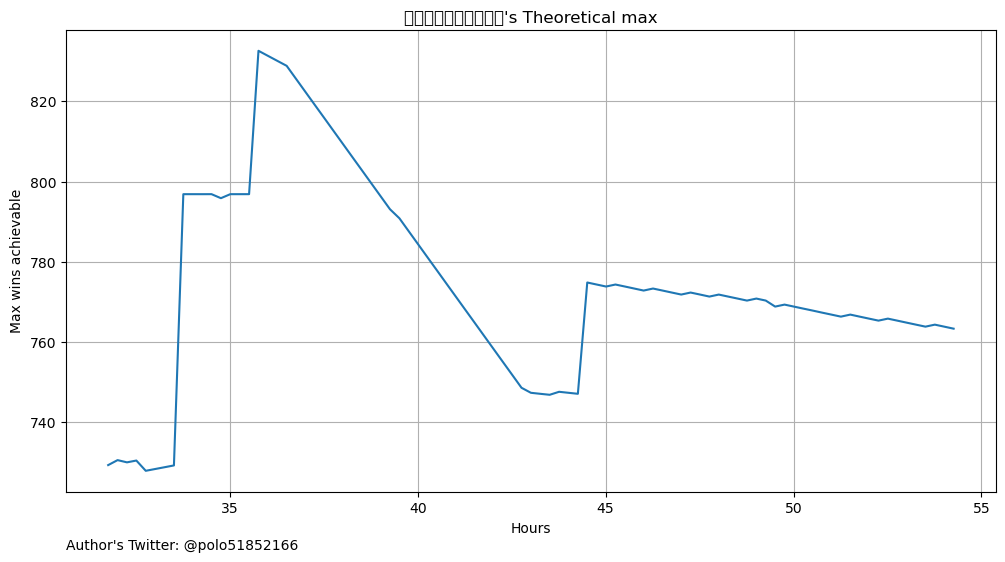 's Theoretical max
Max wins achievable
820
800
780
760
740
35
40
45
50
55
Hours
Author's Twitter: @polo51852166